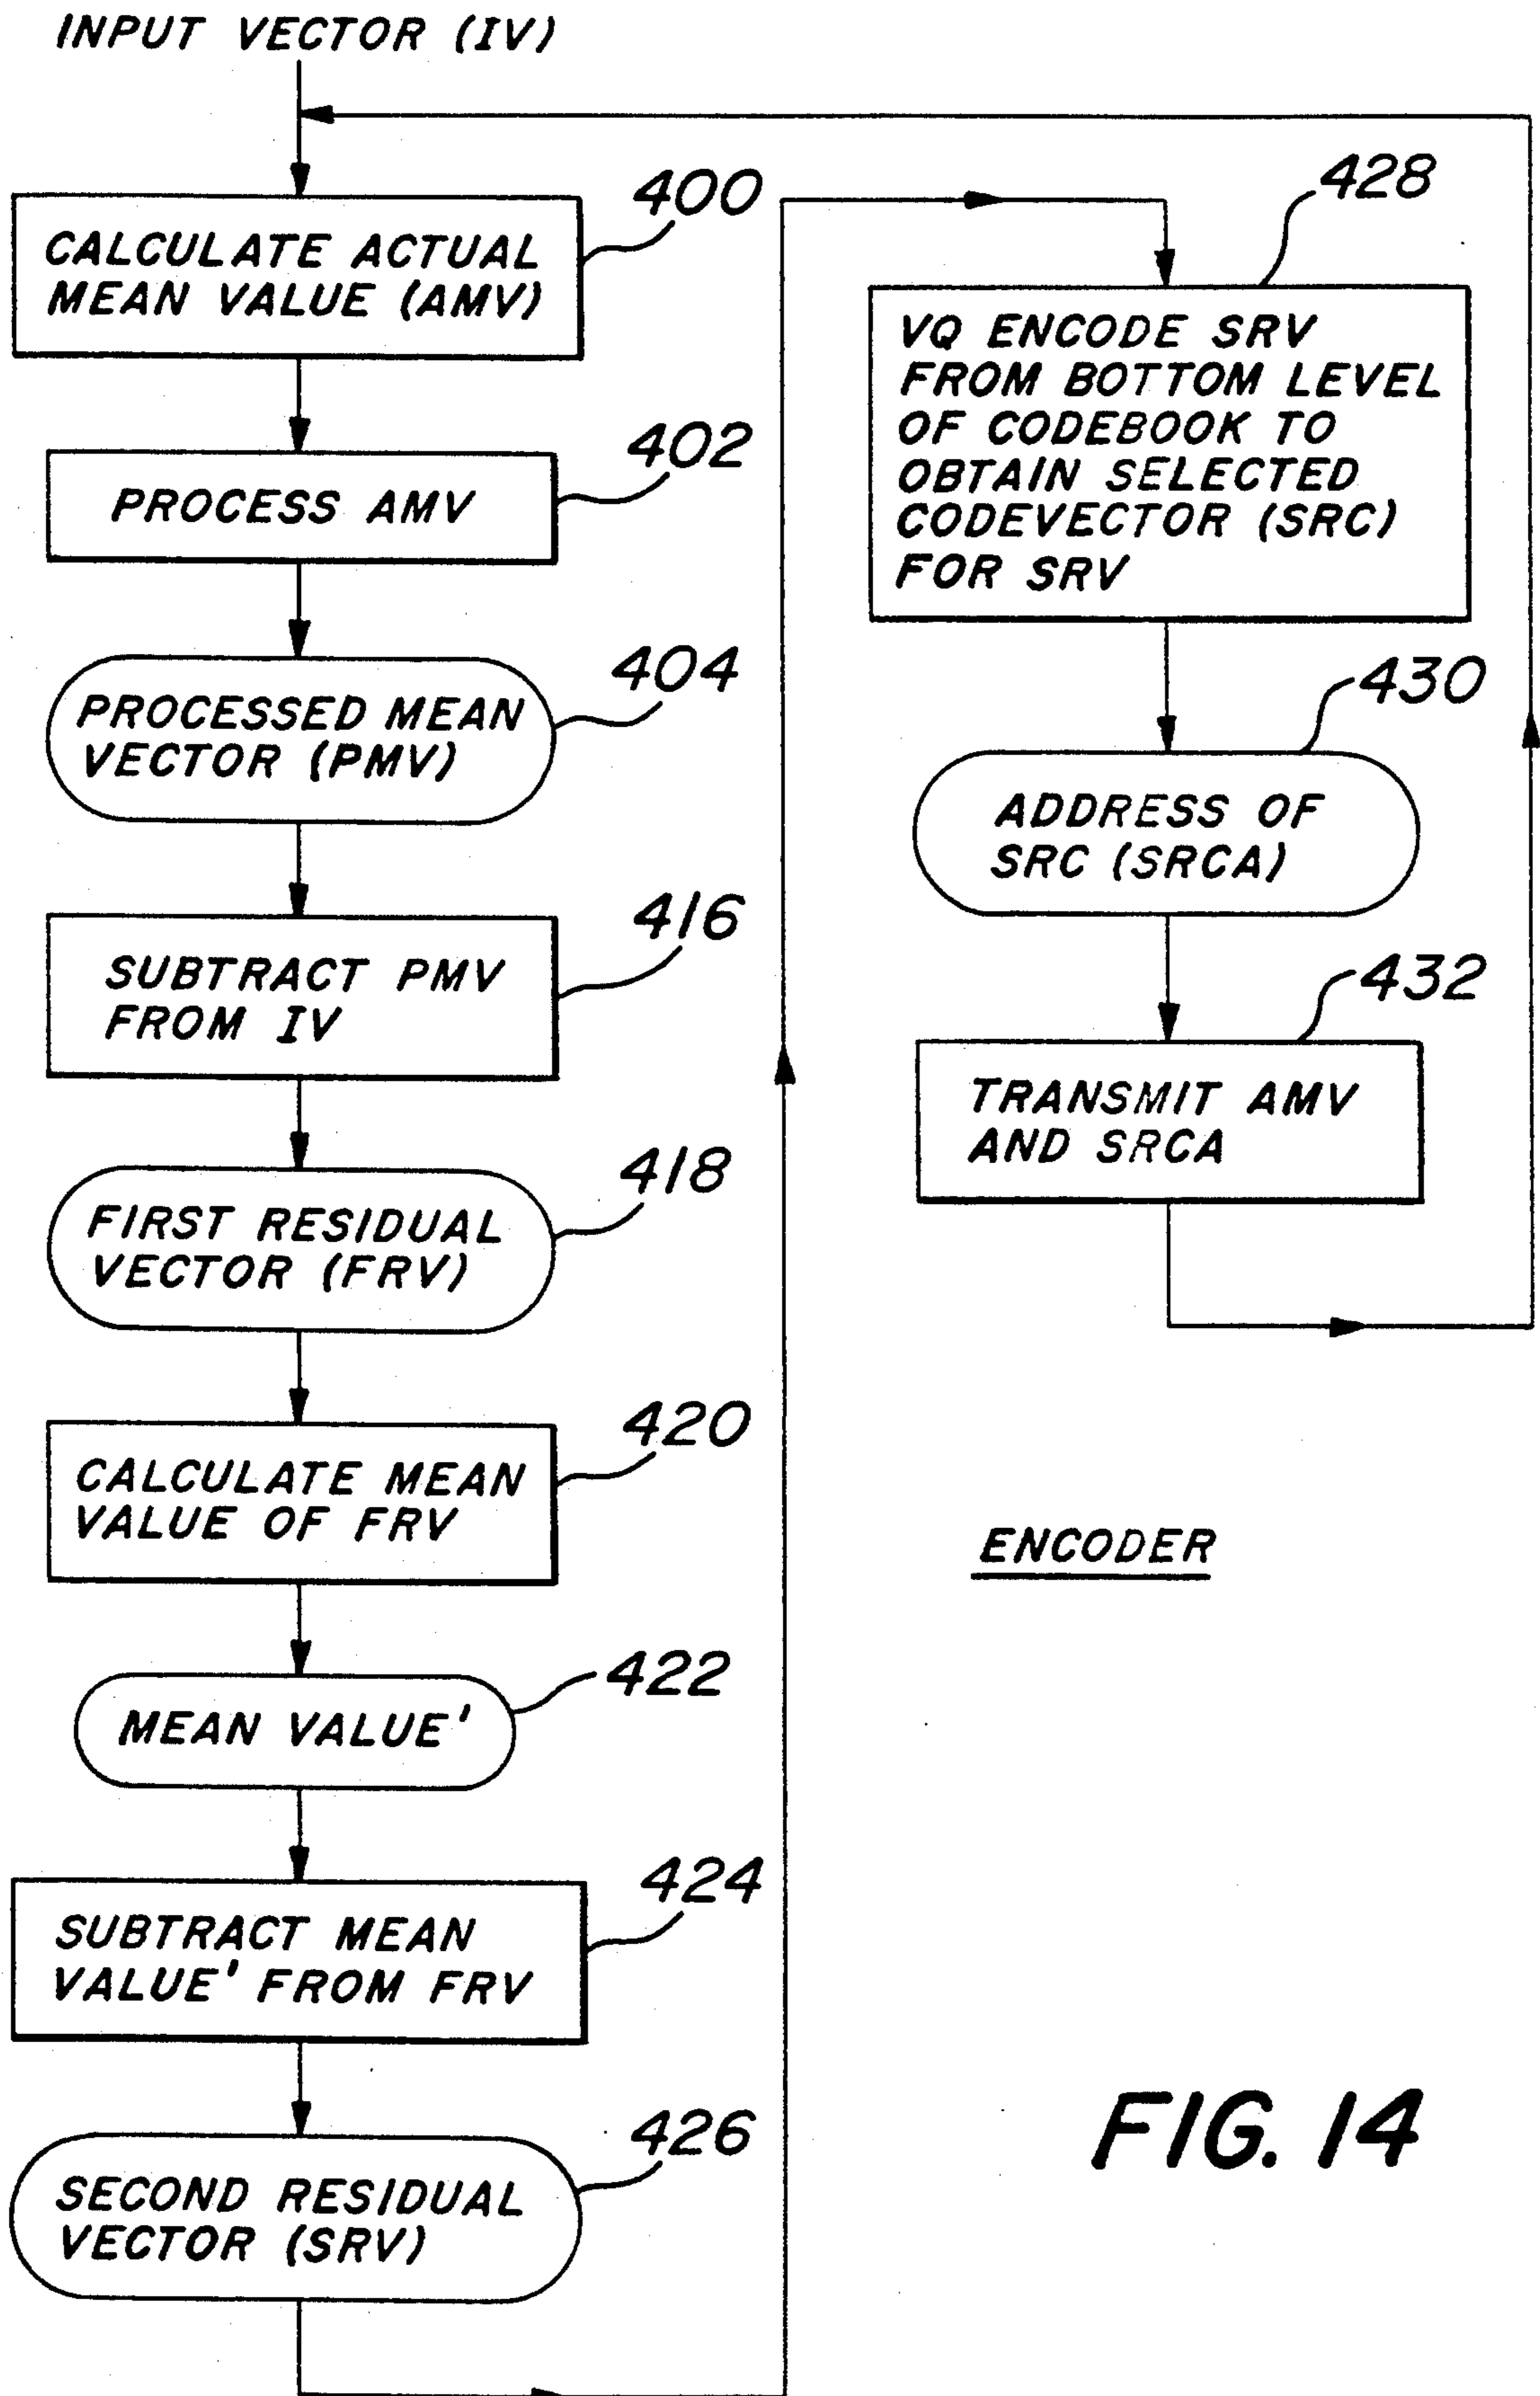 INPUT VECTOR (IV)
400
CALCULATE ACTUAL
MEAN VALUE (AMV)
402
PROCESS AMV
404
PROCESSED MEAN
VECTOR (PMV)
416
SUBTRACT PMV
FROM IV
418
FIRST RESIDUAL
VECTOR (FRV)
420
CALCULATE MEAN
VALUE OF FRV
422
MEAN VALUE'
424
SUBTRACT MEAN
VALUE' FROM FRV
426
SECOND RESIDUAL
VECTOR (SRV)
428
VQ ENCODE SRV
FROM BOTTOM LEVEL
OF CODEBOOK TO
OBTAIN SELECTED
CODEVECTOR (SRC)
FOR SRV
430
ADDRESS OF
SRC (SRCA)
432
TRANSMIT AMV
AND SRCA
ENCODER
FIG. 14